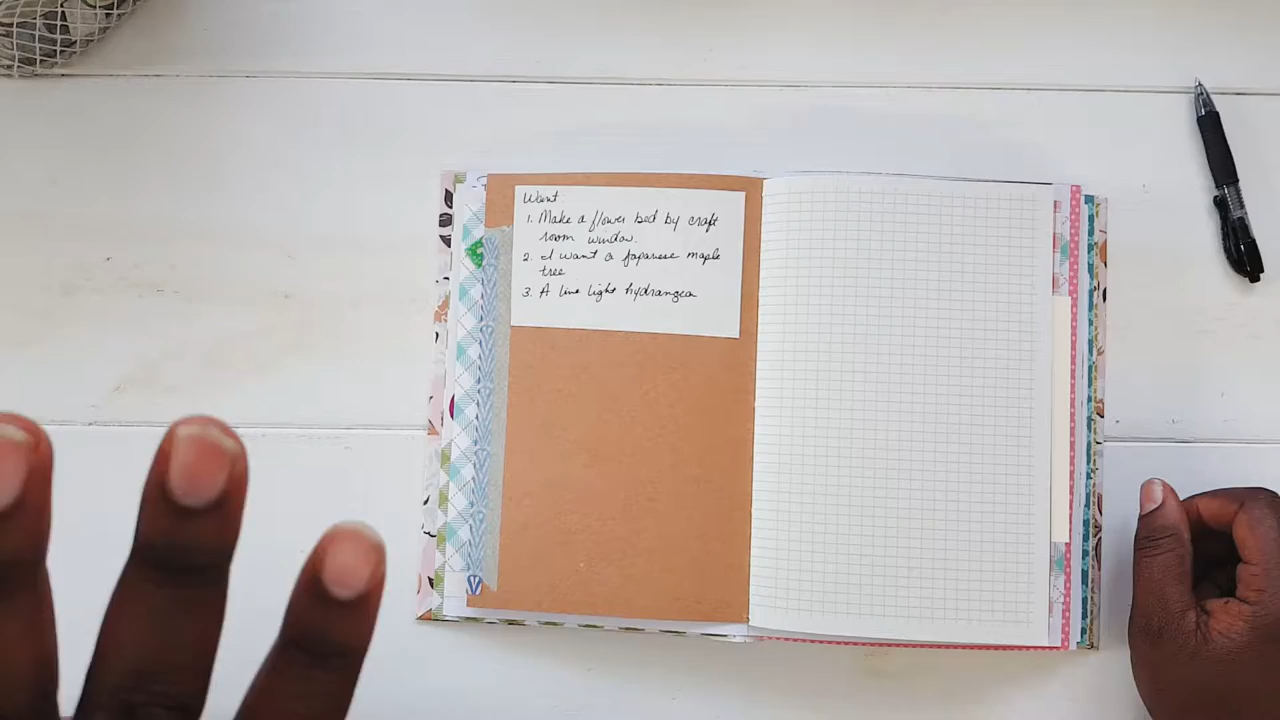 Want:
1. Make a flower bed by craft
room window.
2. I want a Japanese maple
tree
3. A lime light hydrangea